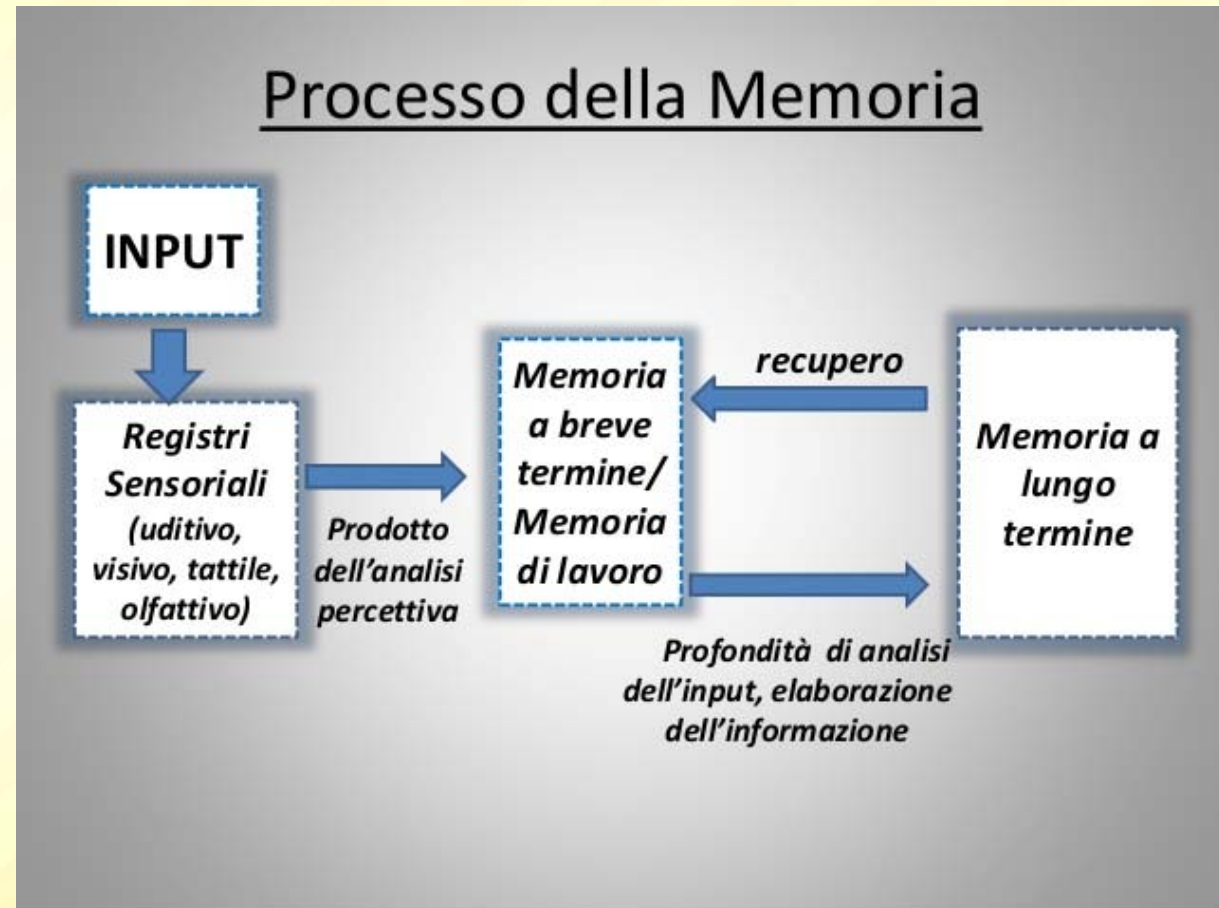 Processo della Memoria
INPUT
Registri
Sensoriali
(uditivo,
visivo, tattile,
olfattivo)
Prodotto
dell'analisi
percettiva
Memoria
a breve
termine/
Memoria
di lavoro
recupero
Profondità di analisi
dell'input, elaborazione
dell'informazione
Memoria a
lungo
termine